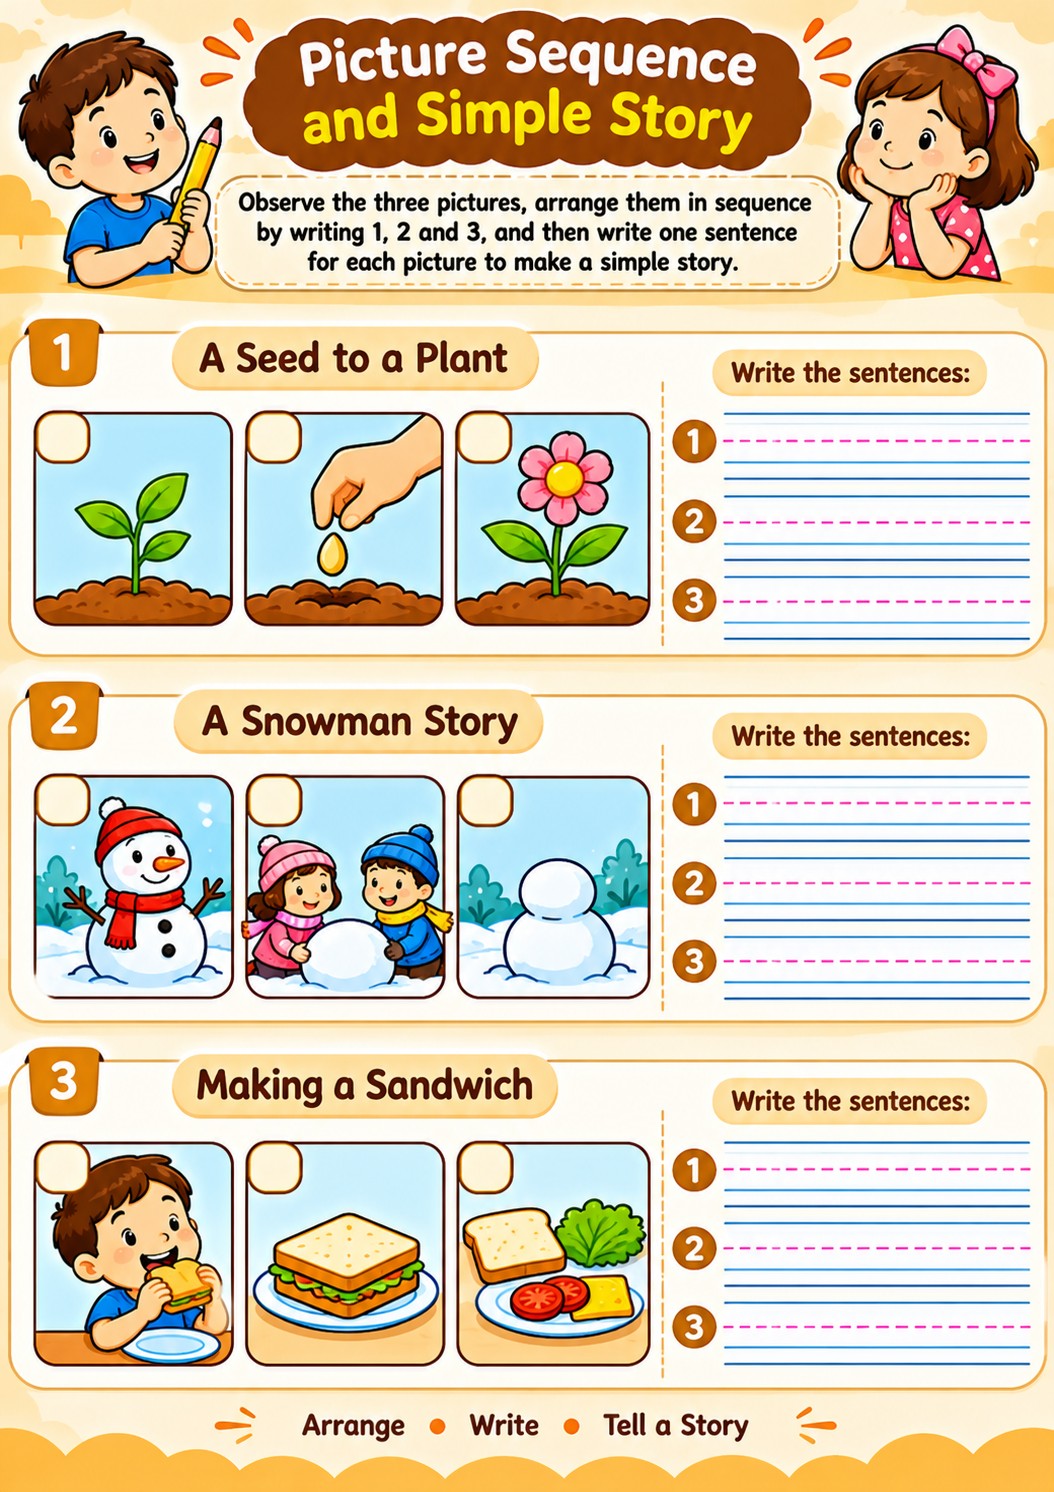 Picture Sequence
and Simple Story
Observe the three pictures, arrange them in sequence
by writing 1, 2 and 3, and then write one sentence
for each picture to make a simple story.
1
A Seed to a Plant
Write the sentences:
1
2
3
2
A Snowman Story
Write the sentences:
1
2
3
3
Making a Sandwich
Write the sentences:
1
2
3
Arrange • Write • Tell a Story